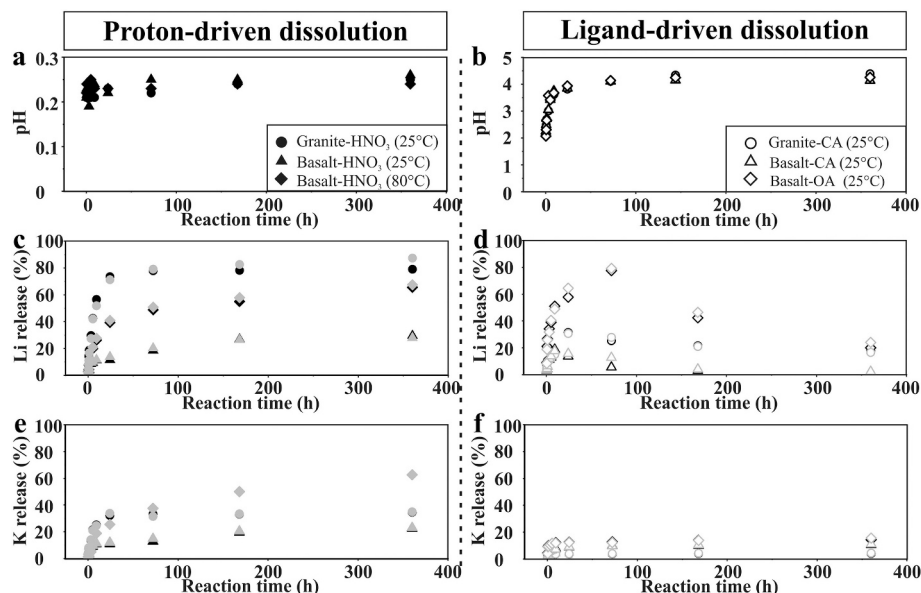 Proton-driven dissolution
Ligand-driven dissolution
a
0.3
0.2
0.1
0
pH
Granite-HNO₃ (25°C)
Basalt-HNO₃ (25°C)
Basalt-HNO₃ (80°C)
0 100 200 300 400
Reaction time (h)
b
5
4
3
2
1
0
pH
Granite-CA (25°C)
Basalt-CA (25°C)
Basalt-OA (25°C)
0 100 200 300 400
Reaction time (h)
c
100
80
60
40
20
0
Li release (%)
0 100 200 300 400
Reaction time (h)
d
100
80
60
40
20
0
Li release (%)
0 100 200 300 400
Reaction time (h)
e
100
80
60
40
20
0
K release (%)
0 100 200 300 400
Reaction time (h)
f
100
80
60
40
20
0
K release (%)
0 100 200 300 400
Reaction time (h)